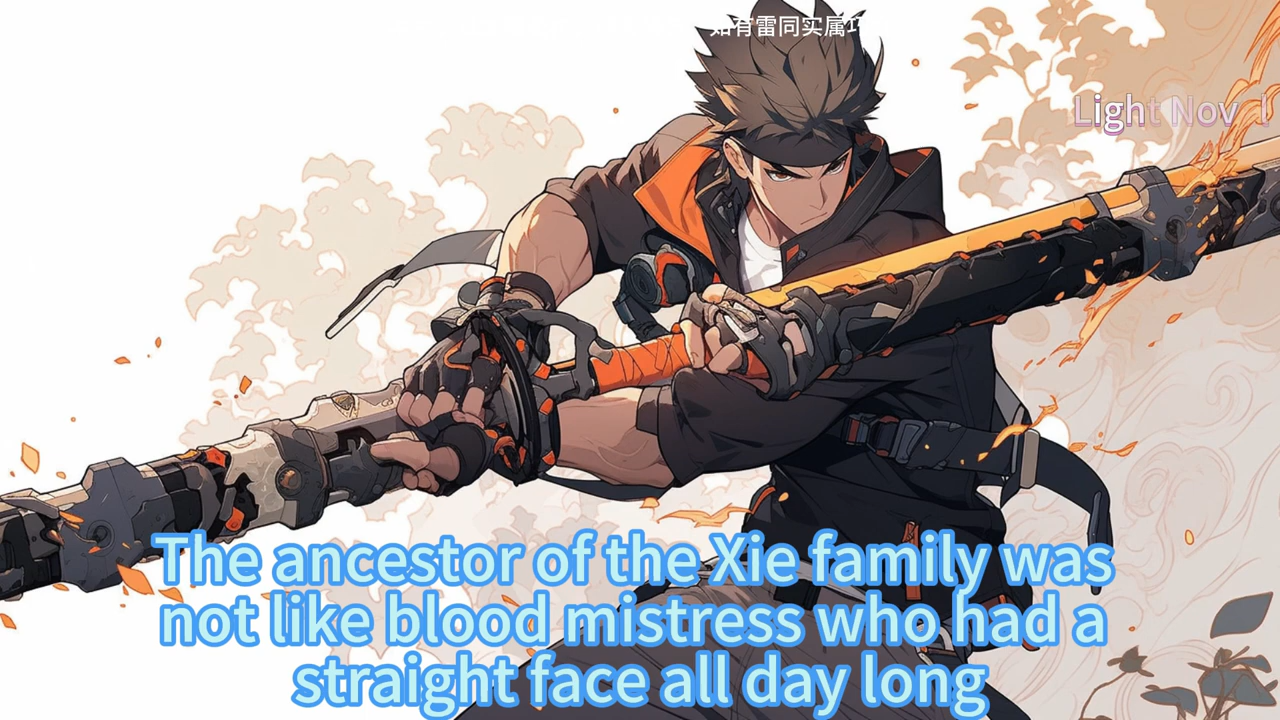 如有雷同实属
Light Nov l
The ancestor of the Xie family was
not like blood mistress who had a
straight face all day long